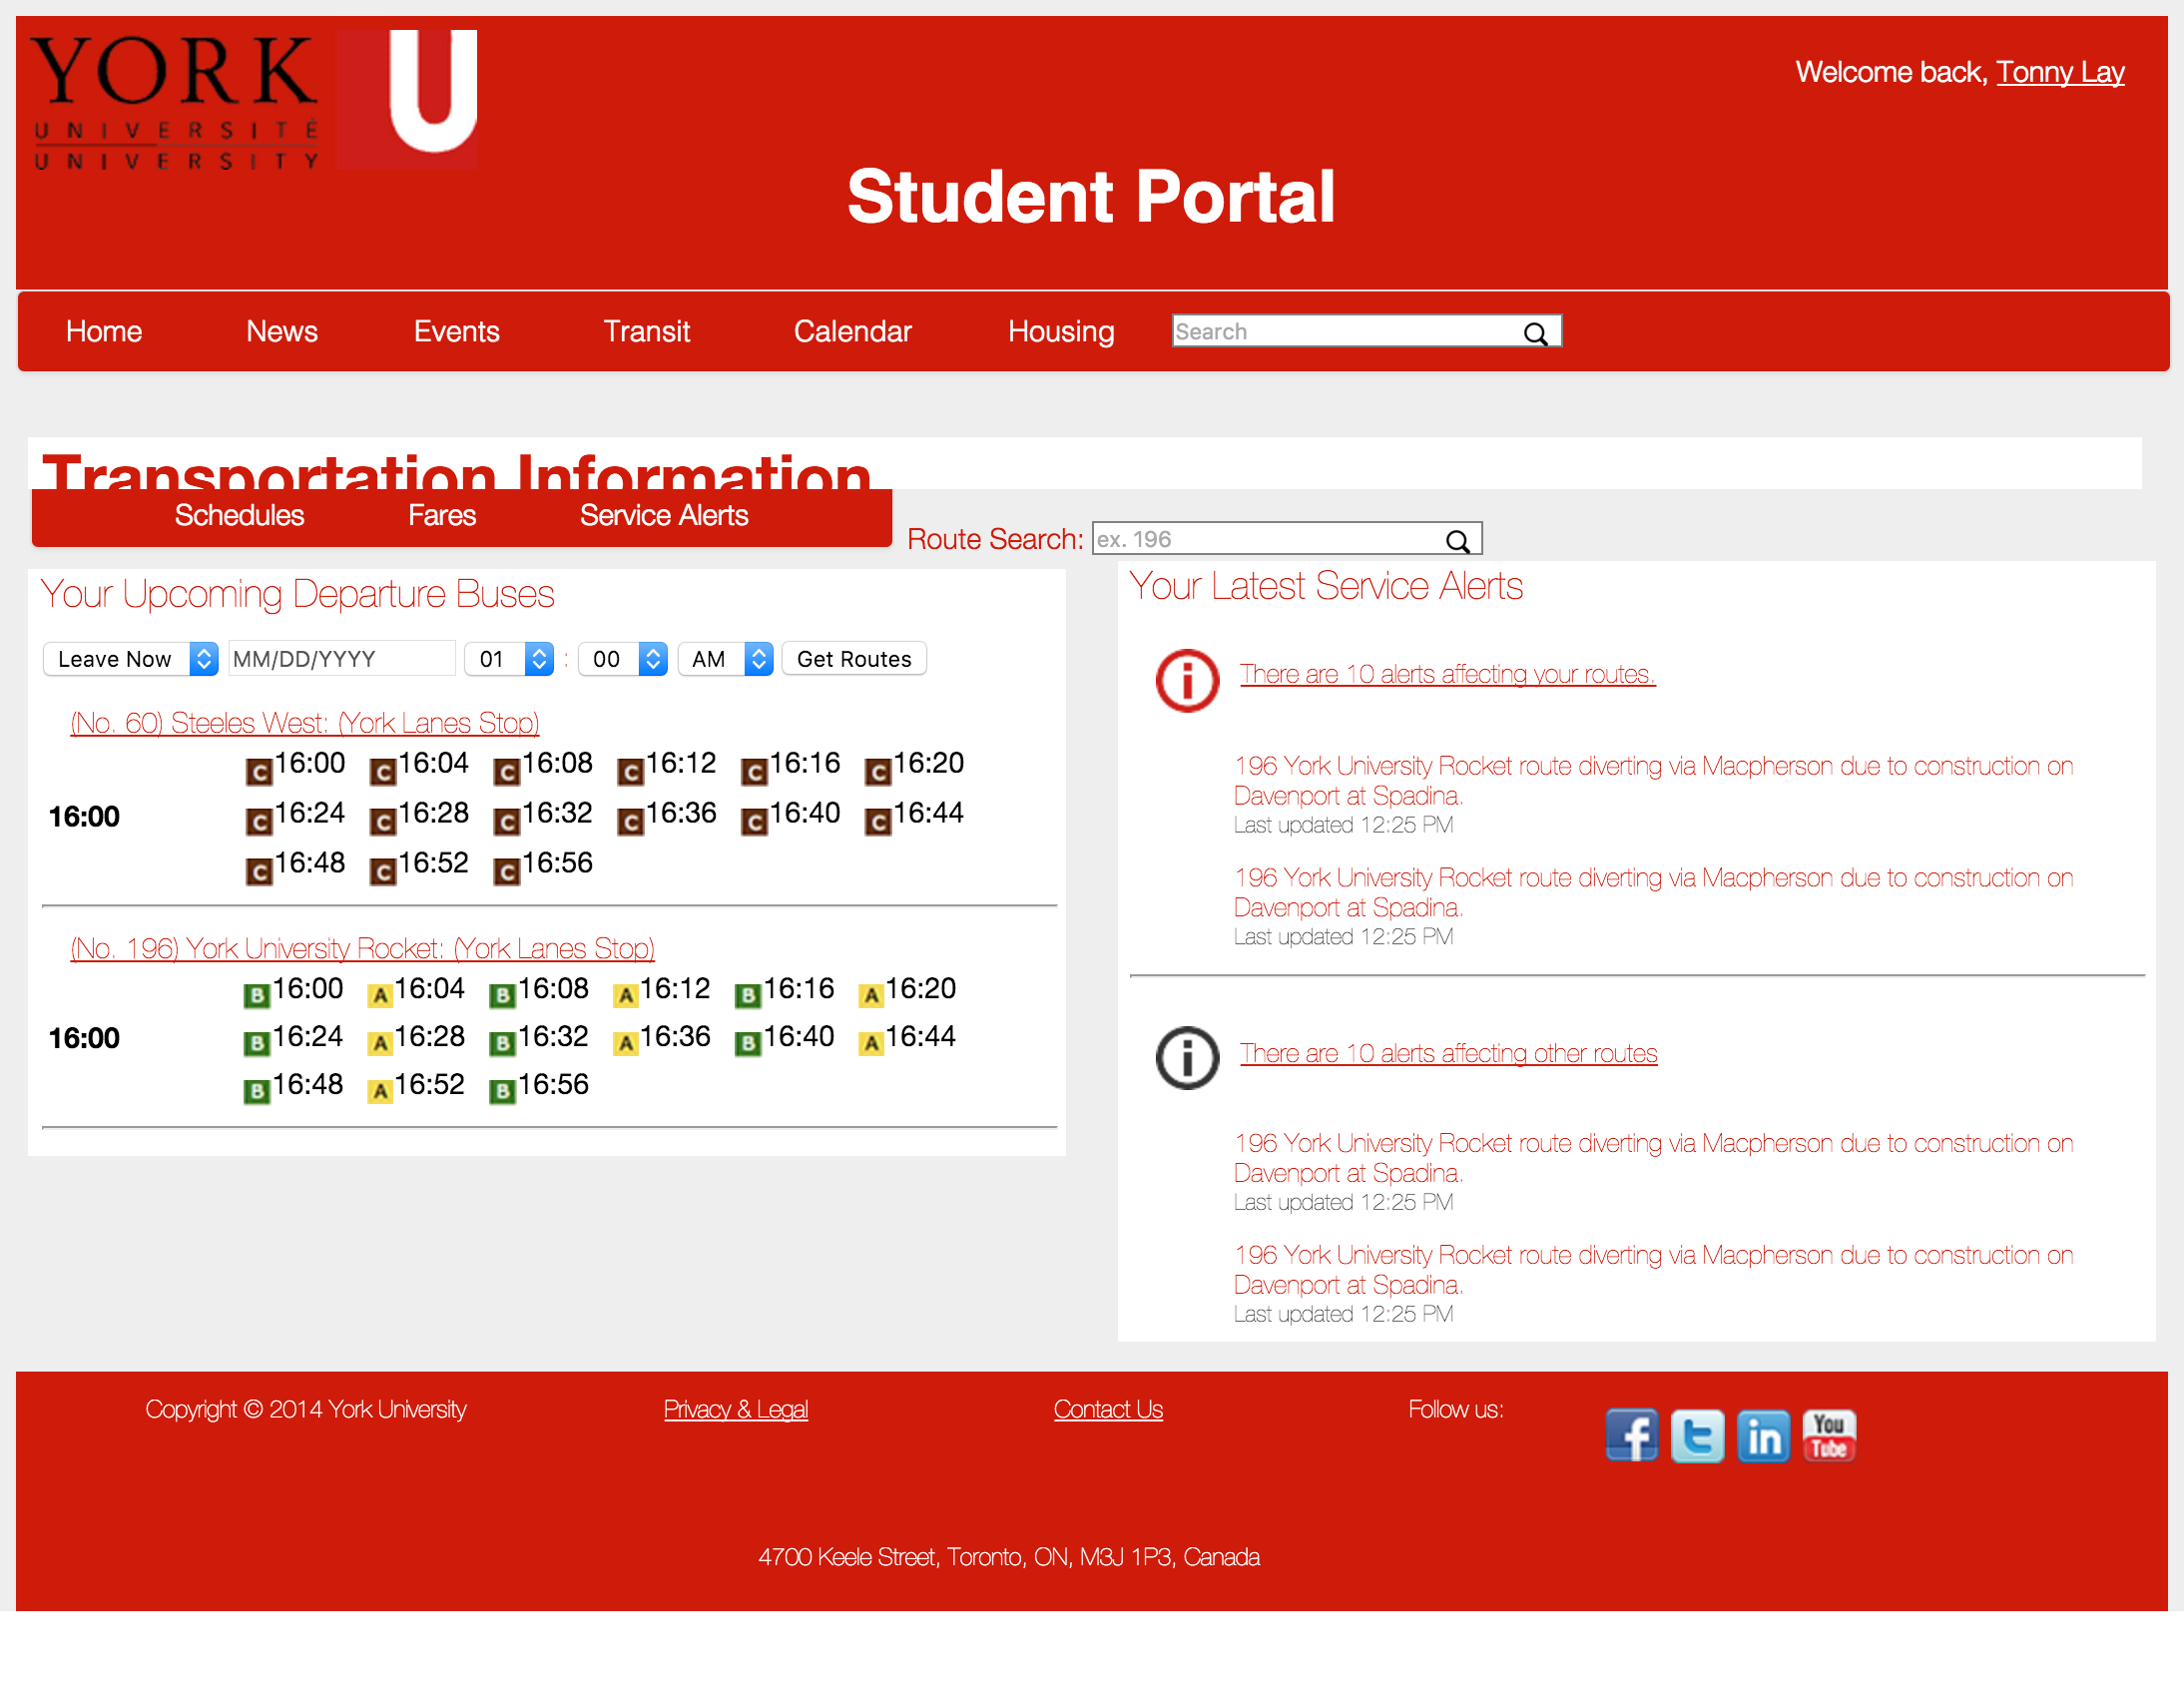 YORK
UNIVERSITÉ
UNIVERSITY
U
Welcome back, Tonny Lay
Student Portal
Home News Events Transit Calendar Housing Search
Transportation Information
Schedules Fares Service Alerts
Route Search: ex. 196
Your Upcoming Departure Buses
Leave Now MM/DD/YYYY 01 : 00 AM Get Routes
(No. 60) Steeles West: (York Lanes Stop)
C 16:00 C 16:04 C 16:08 C 16:12 C 16:16 C 16:20
16:00 C 16:24 C 16:28 C 16:32 C 16:36 C 16:40 C 16:44
C 16:48 C 16:52 C 16:56
(No. 196) York University Rocket: (York Lanes Stop)
B 16:00 A 16:04 B 16:08 A 16:12 B 16:16 A 16:20
16:00 B 16:24 A 16:28 B 16:32 A 16:36 B 16:40 A 16:44
B 16:48 A 16:52 B 16:56
Your Latest Service Alerts
There are 10 alerts affecting your routes.
196 York University Rocket route diverting via Macpherson due to construction on
Davenport at Spadina.
Last updated 12:25 PM
196 York University Rocket route diverting via Macpherson due to construction on
Davenport at Spadina.
Last updated 12:25 PM
There are 10 alerts affecting other routes
196 York University Rocket route diverting via Macpherson due to construction on
Davenport at Spadina.
Last updated 12:25 PM
196 York University Rocket route diverting via Macpherson due to construction on
Davenport at Spadina.
Last updated 12:25 PM
Copyright © 2014 York University Privacy & Legal Contact Us Follow us: f t in You
Tube
4700 Keele Street, Toronto, ON, M3J 1P3, Canada